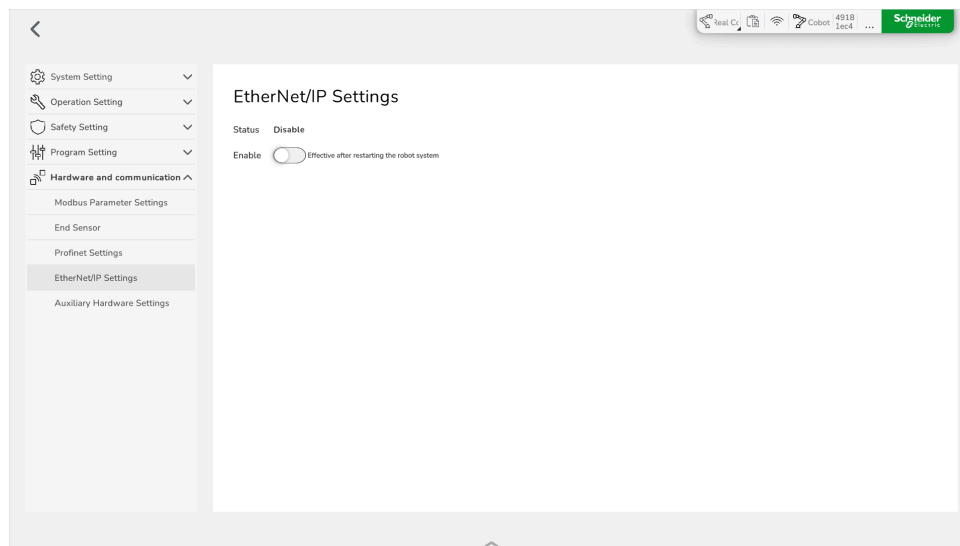 Real Co
Cobot
4918
1ec4
...
Schneider
Electric
System Setting
Operation Setting
Safety Setting
Program Setting
Hardware and communication
Modbus Parameter Settings
End Sensor
Profinet Settings
EtherNet/IP Settings
Auxiliary Hardware Settings
EtherNet/IP Settings
Status Disable
Enable Effective after restarting the robot system